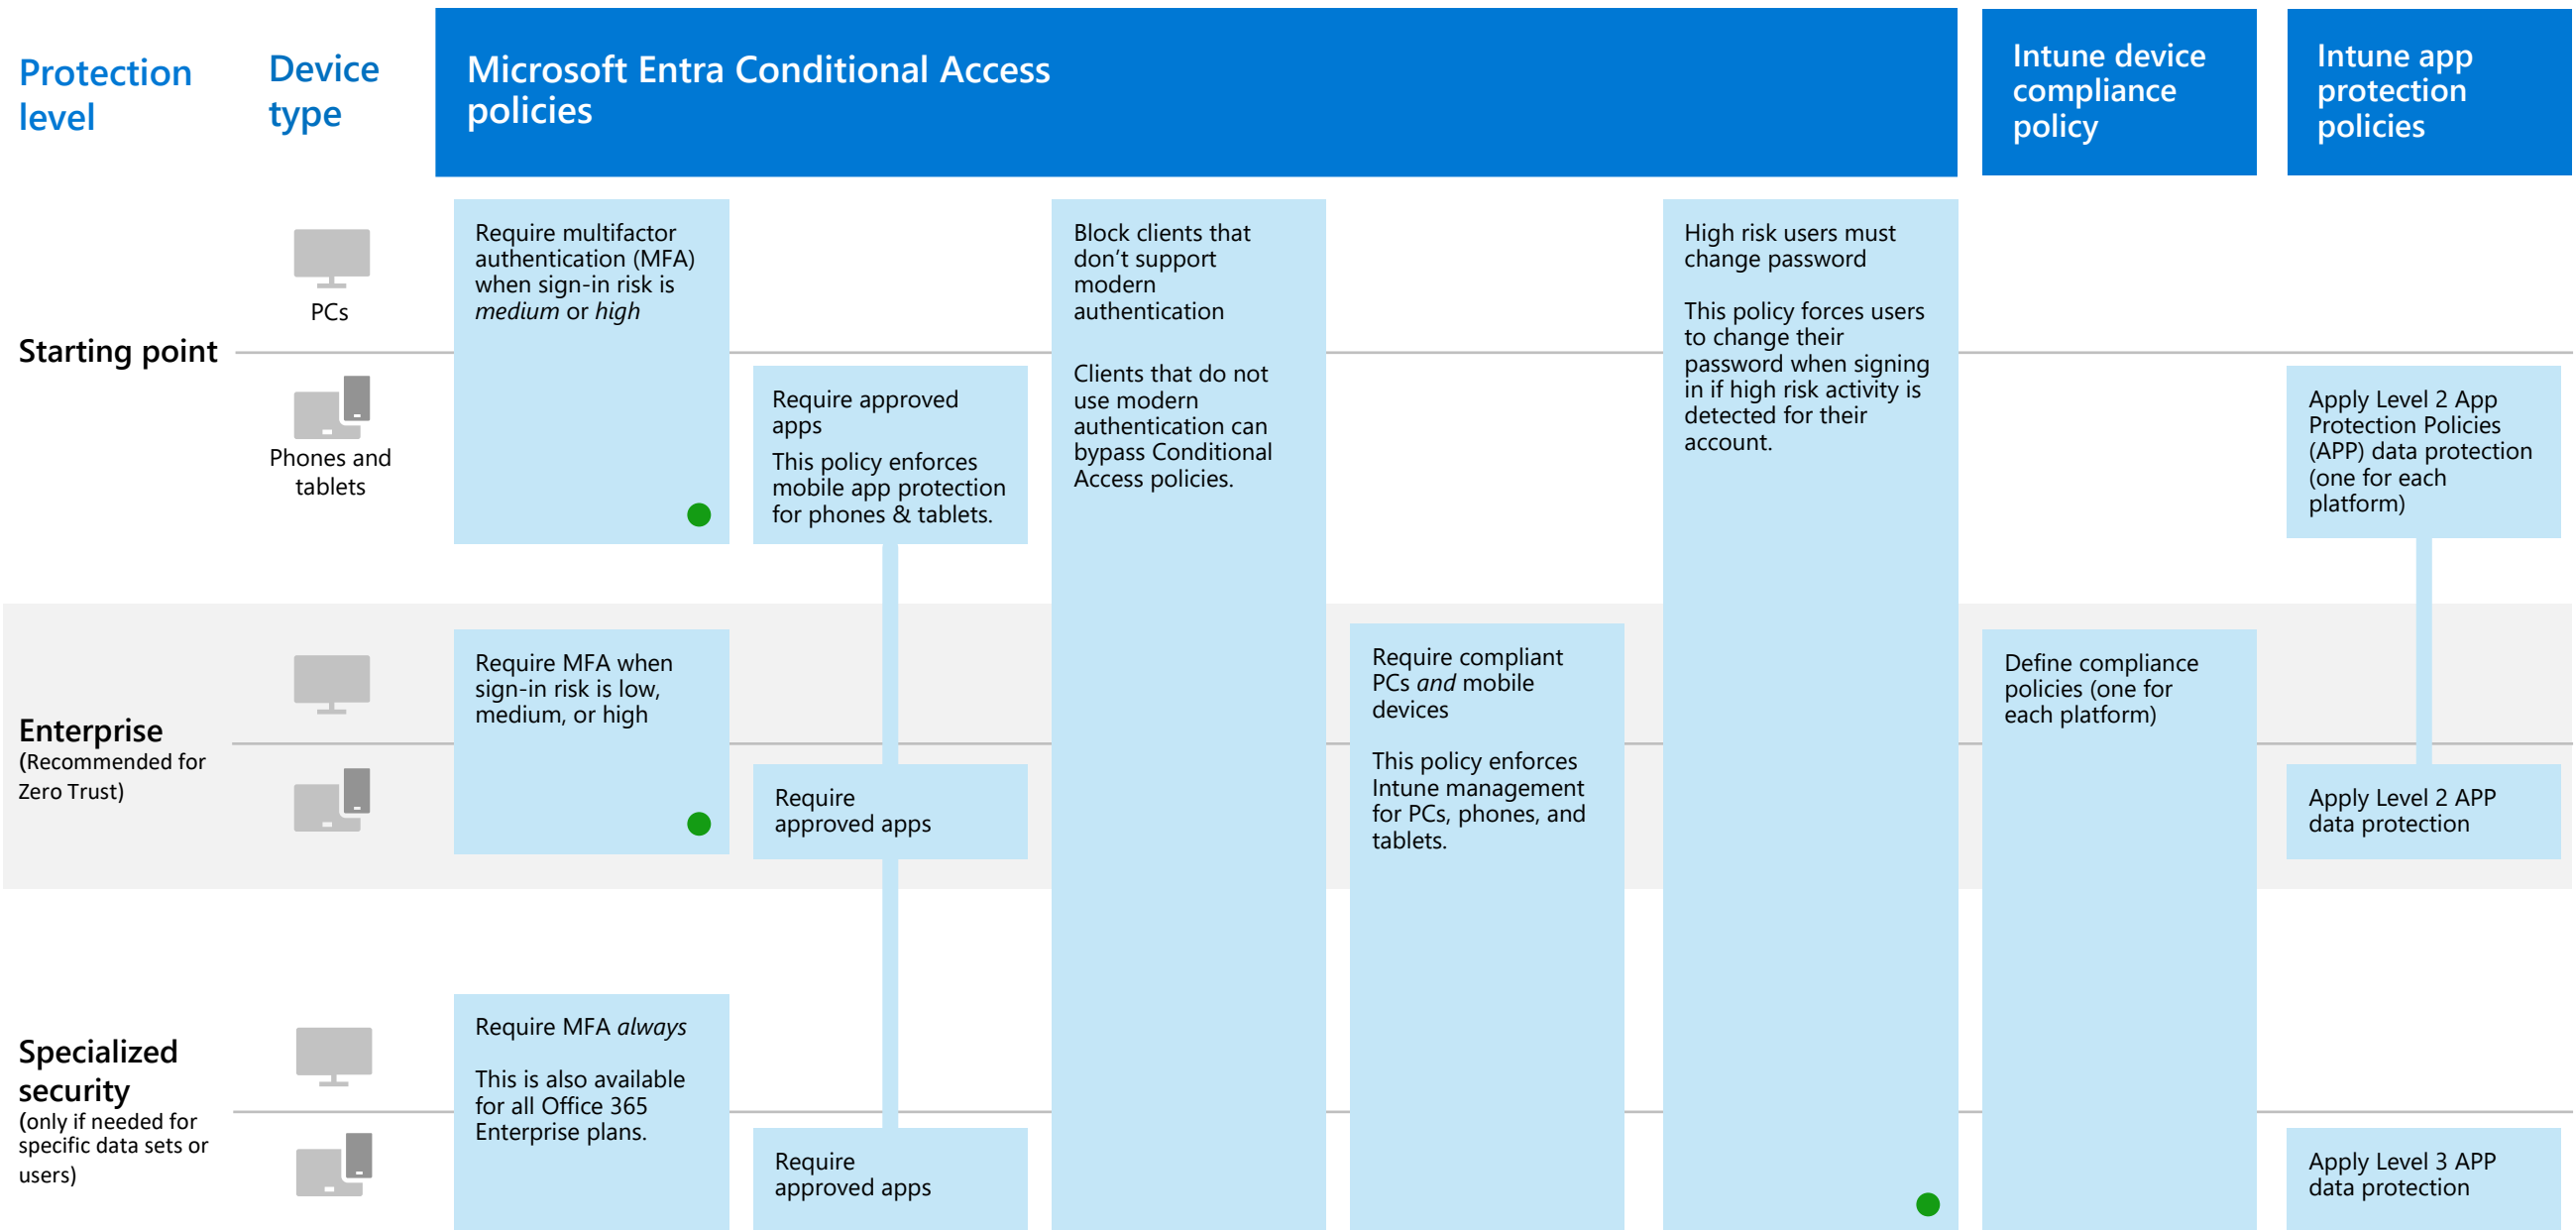 Protection
level
Device
type
Microsoft Entra Conditional Access
policies
Intune device
compliance
policy
Intune app
protection
policies
Starting point
PCs
Phones and
tablets
Require multifactor
authentication (MFA)
when sign-in risk is
medium or high
Require approved
apps
This policy enforces
mobile app protection
for phones & tablets.
Block clients that
don’t support
modern
authentication
Clients that do not
use modern
authentication can
bypass Conditional
Access policies.
High risk users must
change password
This policy forces users
to change their
password when signing
in if high risk activity is
detected for their
account.
Apply Level 2 App
Protection Policies
(APP) data protection
(one for each
platform)
Enterprise
(Recommended for
Zero Trust)
Require MFA when
sign-in risk is low,
medium, or high
Require
approved apps
Require compliant
PCs and mobile
devices
This policy enforces
Intune management
for PCs, phones, and
tablets.
Define compliance
policies (one for
each platform)
Apply Level 2 APP
data protection
Specialized
security
(only if needed for
specific data sets or
users)
Require MFA always
This is also available
for all Office 365
Enterprise plans.
Require
approved apps
Apply Level 3 APP
data protection